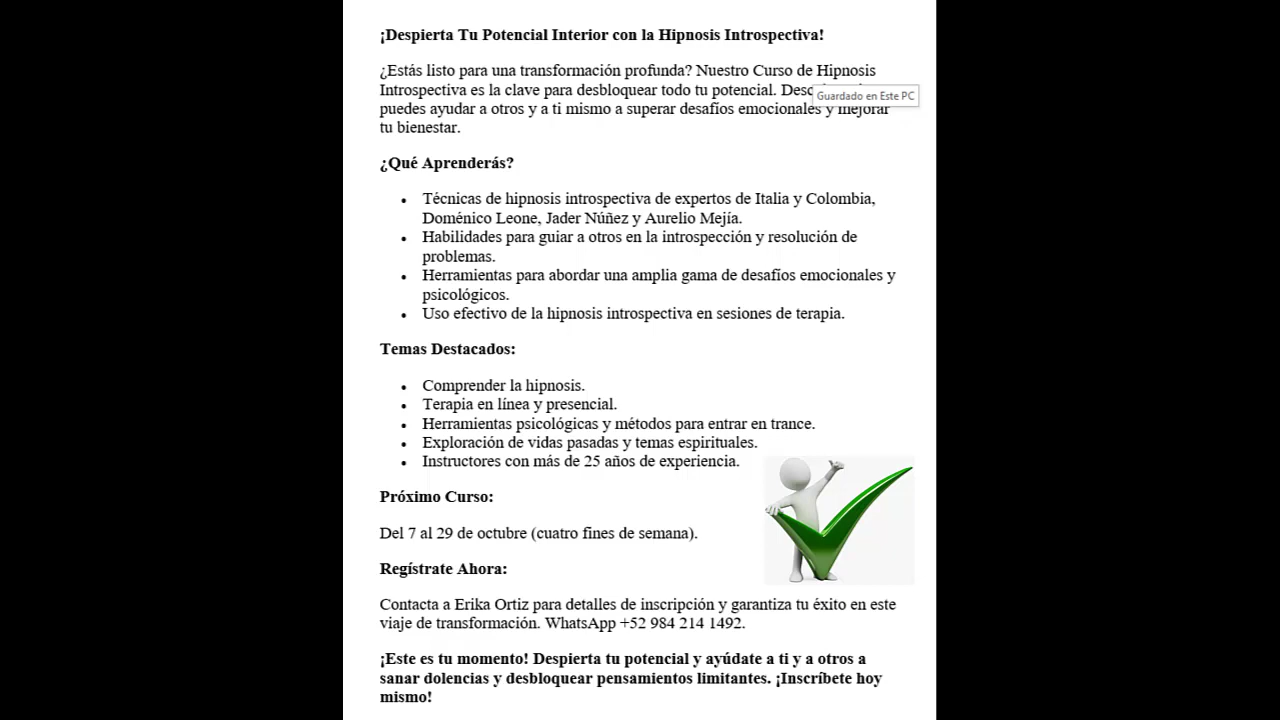 ¡Despierta Tu Potencial Interior con la Hipnosis Introspectiva!
¿Estás listo para una transformación profunda? Nuestro Curso de Hipnosis
Introspectiva es la clave para desbloquear todo tu potencial.
Guardado en Este PC
puedes ayudar a otros y a ti mismo a superar desafíos emocionales y mejorar
tu bienestar.
¿Qué Aprenderás?
• Técnicas de hipnosis introspectiva de expertos de Italia y Colombia,
Doménico Leone, Jader Núñez y Aurelio Mejía.
• Habilidades para guiar a otros en la introspección y resolución de
problemas.
• Herramientas para abordar una amplia gama de desafíos emocionales y
psicológicos.
• Uso efectivo de la hipnosis introspectiva en sesiones de terapia.
Temas Destacados:
• Comprender la hipnosis.
• Terapia en línea y presencial.
• Herramientas psicológicas y métodos para entrar en trance.
• Exploración de vidas pasadas y temas espirituales.
• Instructores con más de 25 años de experiencia.
Próximo Curso:
Del 7 al 29 de octubre (cuatro fines de semana).
Regístrate Ahora:
Contacta a Erika Ortiz para detalles de inscripción y garantiza tu éxito en este
viaje de transformación. WhatsApp +52 984 214 1492.
¡Este es tu momento! Despierta tu potencial y ayúdate a ti y a otros a
sanar dolencias y desbloquear pensamientos limitantes. ¡Inscríbete hoy
mismo!